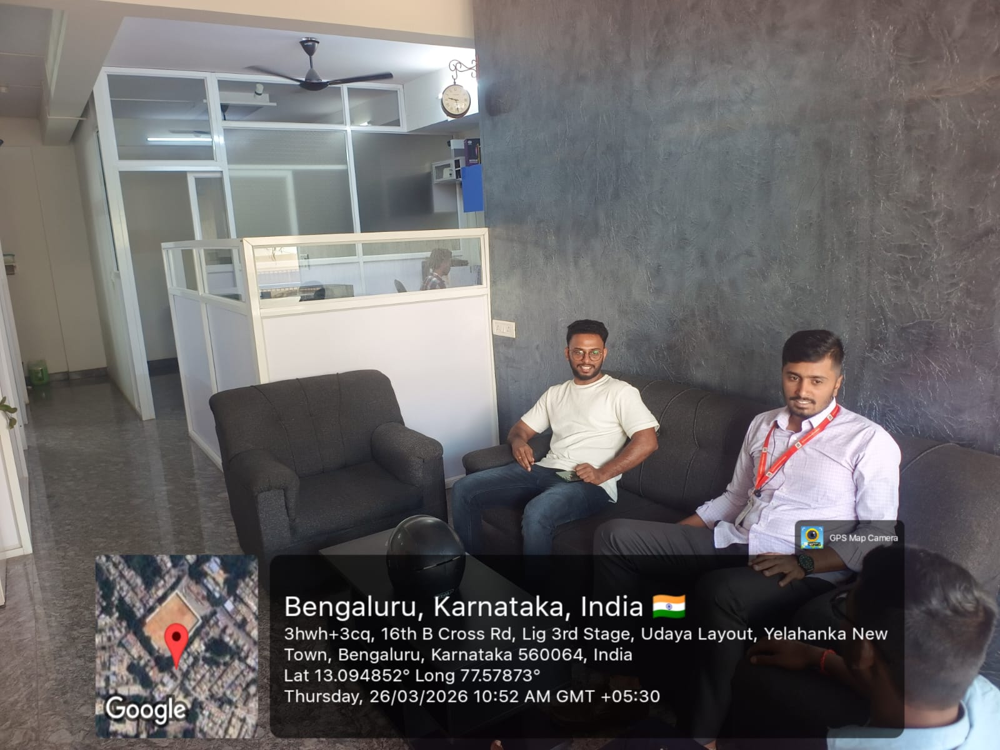 GPS Map Camera
Bengaluru, Karnataka, India
3hwh+3cq, 16th B Cross Rd, Lig 3rd Stage, Udaya Layout, Yelahanka New
Town, Bengaluru, Karnataka 560064, India
Lat 13.094852° Long 77.57873°
Thursday, 26/03/2026 10:52 AM GMT +05:30
Google